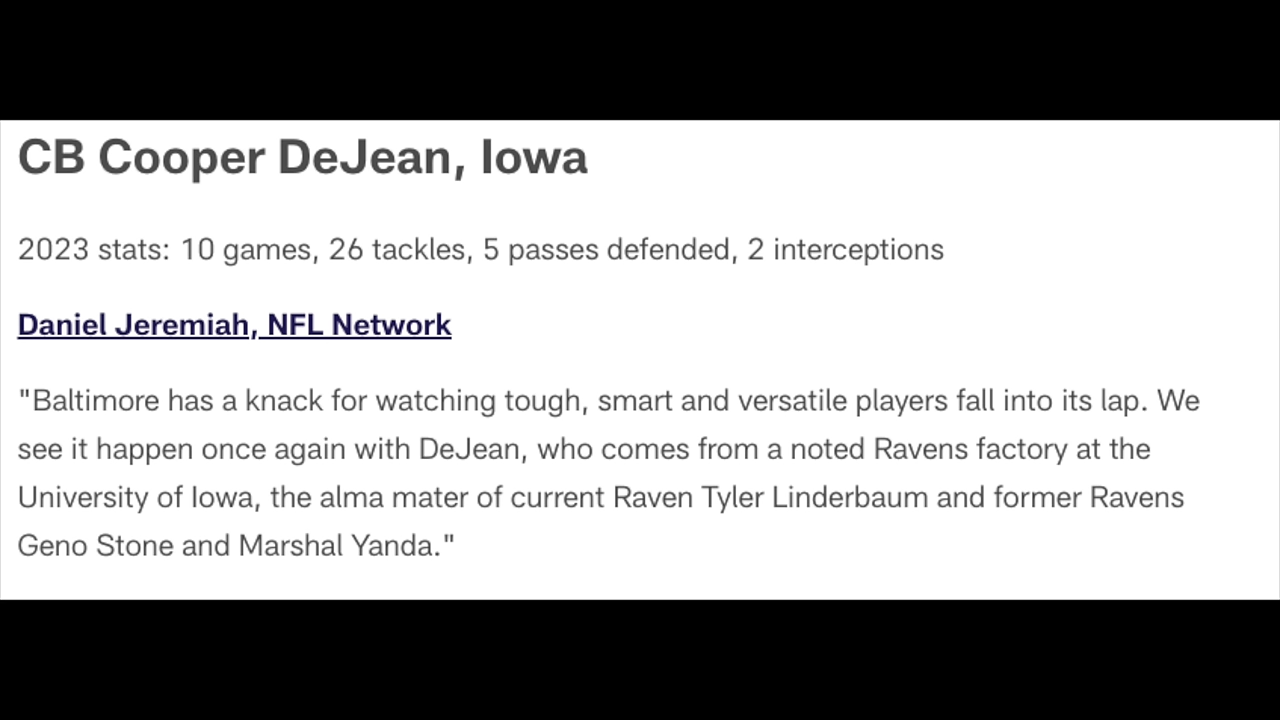 CB Cooper DeJean, Iowa
2023 stats: 10 games, 26 tackles, 5 passes defended, 2 interceptions
Daniel Jeremiah, NFL Network
"Baltimore has a knack for watching tough, smart and versatile players fall into its lap. We
see it happen once again with DeJean, who comes from a noted Ravens factory at the
University of Iowa, the alma mater of current Raven Tyler Linderbaum and former Ravens
Geno Stone and Marshal Yanda."